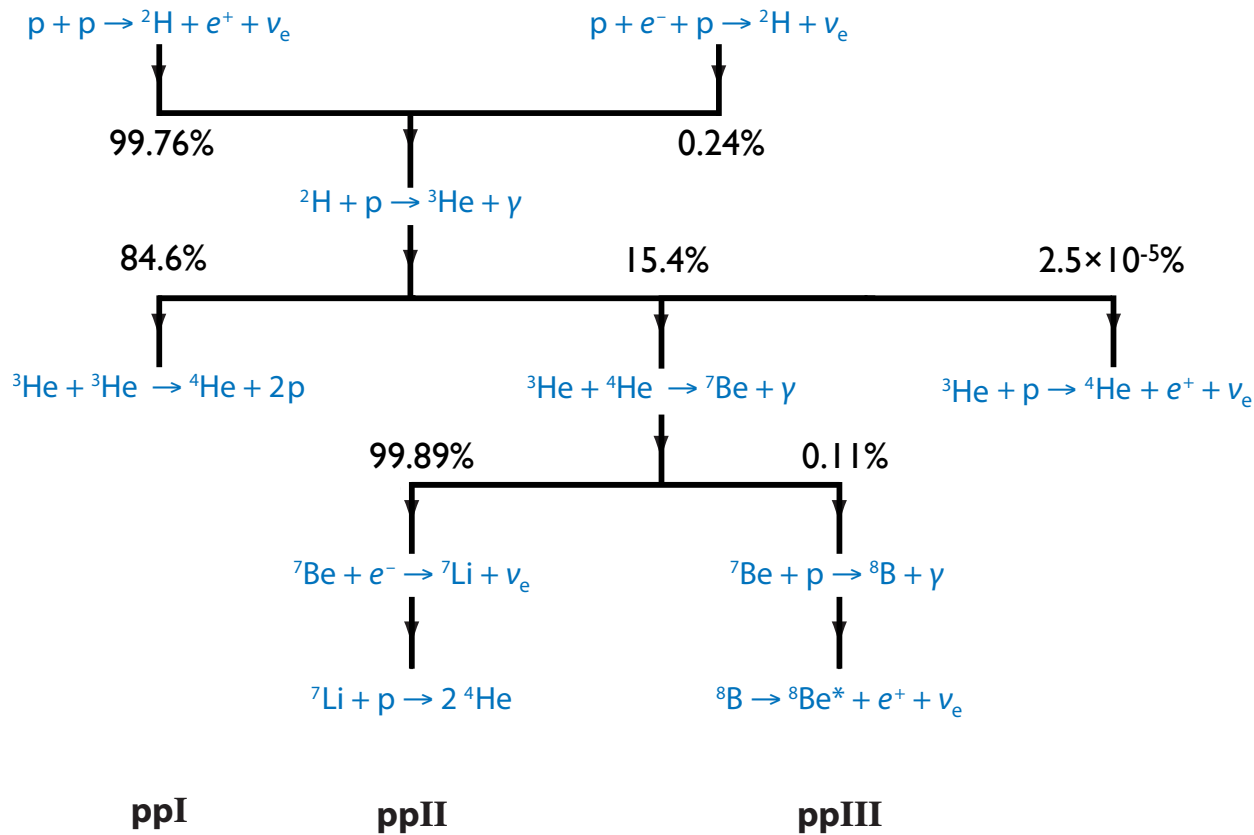 p + p → ²H + e⁺ + νₑ
p + e⁻ + p → ²H + νₑ
99.76%
0.24%
²H + p → ³He + γ
84.6%
15.4%
2.5×10⁻⁵%
³He + ³He → ⁴He + 2p
³He + ⁴He → ⁷Be + γ
³He + p → ⁴He + e⁺ + νₑ
99.89%
0.11%
⁷Be + e⁻ → ⁷Li + νₑ
⁷Be + p → ⁸B + γ
⁷Li + p → 2 ⁴He
⁸B → ⁸Be* + e⁺ + νₑ
ppI
ppII
ppIII